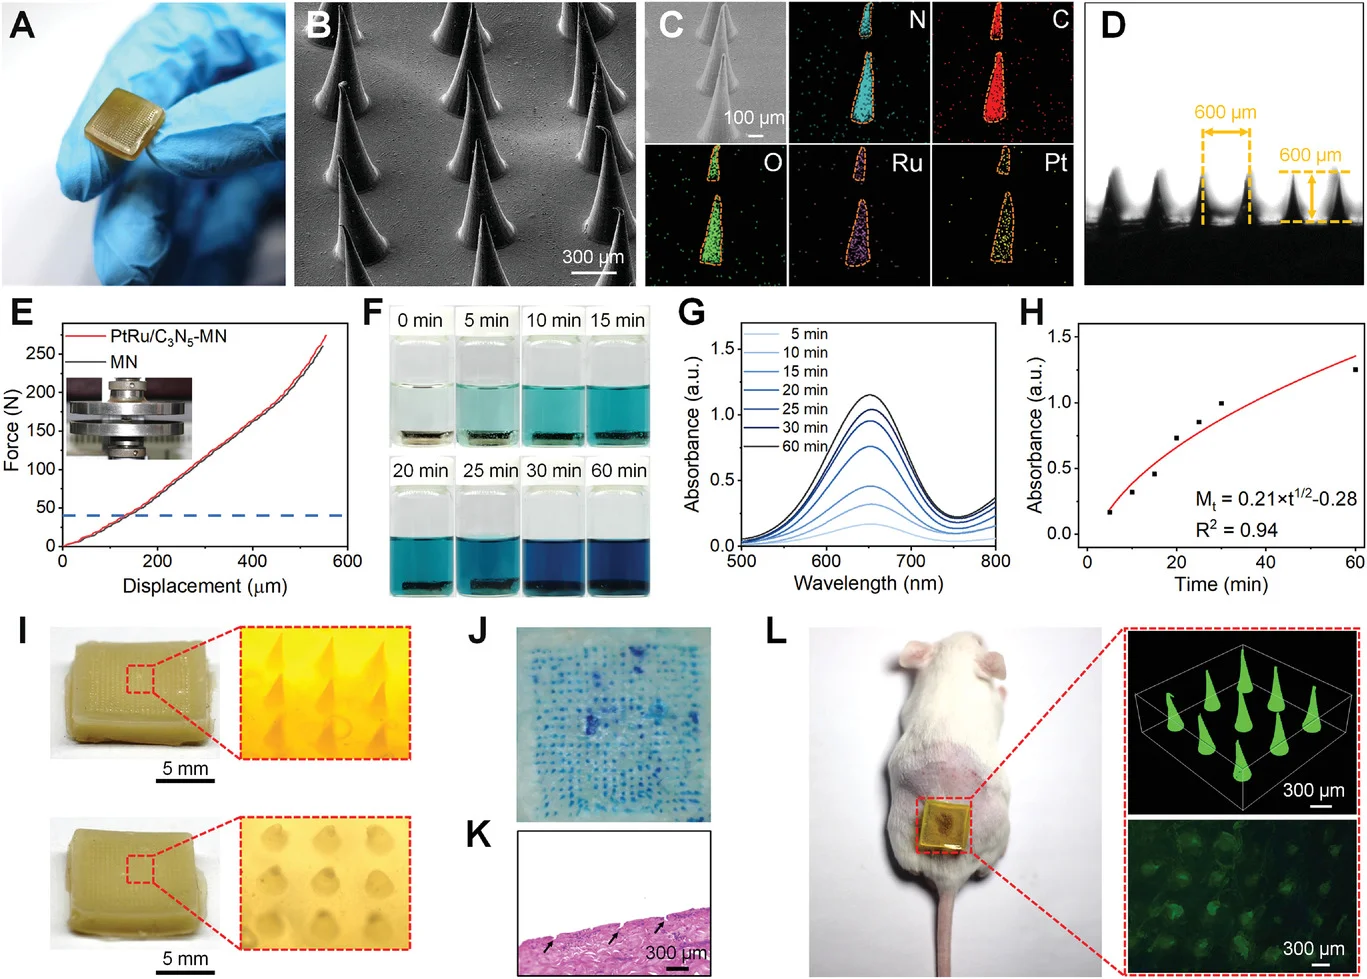 A
B
300 µm
C
100 µm
N
C
O
Ru
Pt
D
600 µm
600 µm
E
PtRu/C₃N₅-MN
MN
250
200
150
100
50
0
0
200
400
600
Force (N)
Displacement (µm)
F
0 min
5 min
10 min
15 min
20 min
25 min
30 min
60 min
G
5 min
10 min
15 min
20 min
25 min
30 min
60 min
1.5
1.0
0.5
0.0
500
600
700
800
Absorbance (a.u.)
Wavelength (nm)
H
1.5
1.0
0.5
0.0
0
20
40
60
Absorbance (a.u.)
Time (min)
Mₜ = 0.21×t¹/²-0.28
R² = 0.94
I
5 mm
5 mm
J
K
300 µm
L
300 µm
300 µm